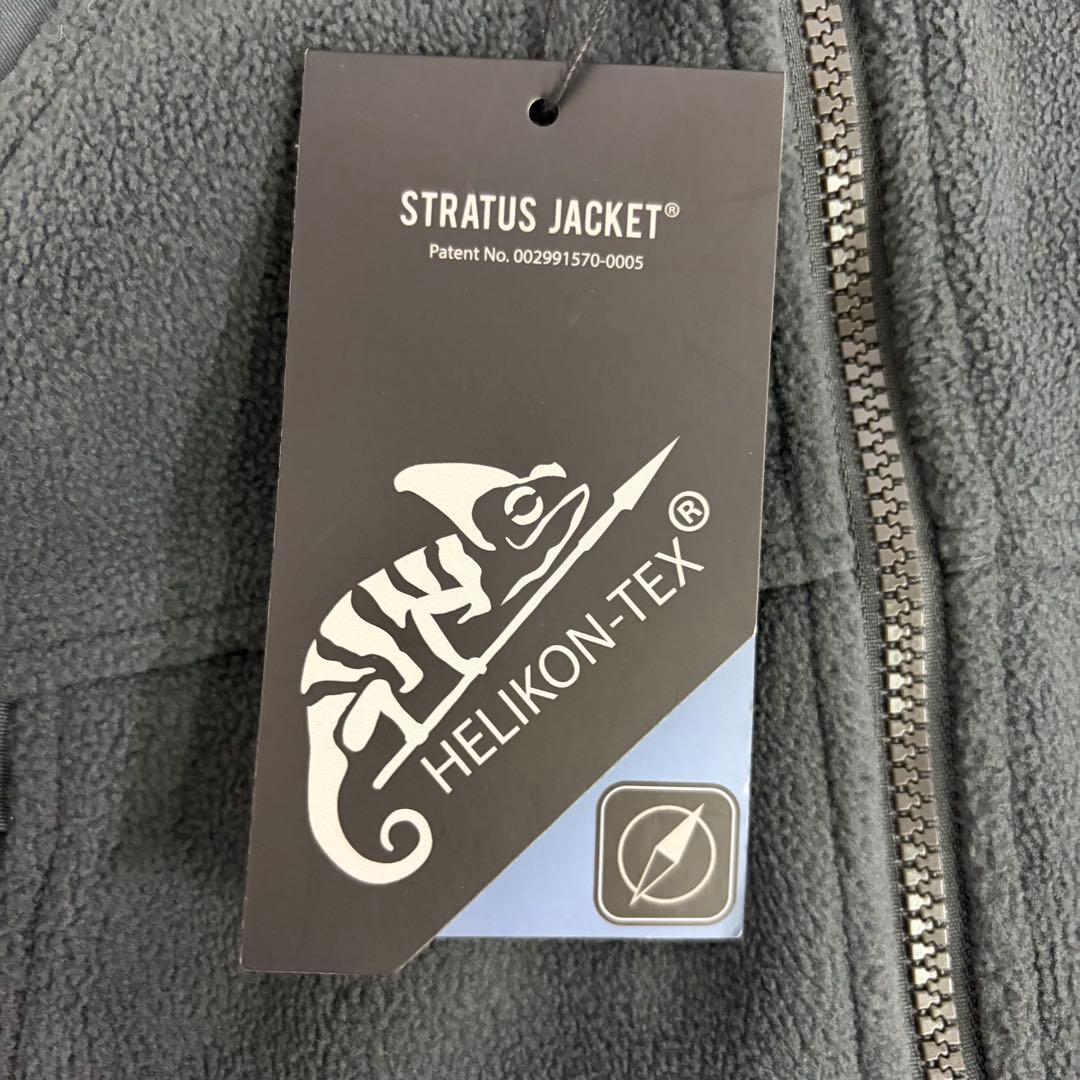 STRATUS JACKET®
Patent No. 002991570-0005
HELIKON-TEX®